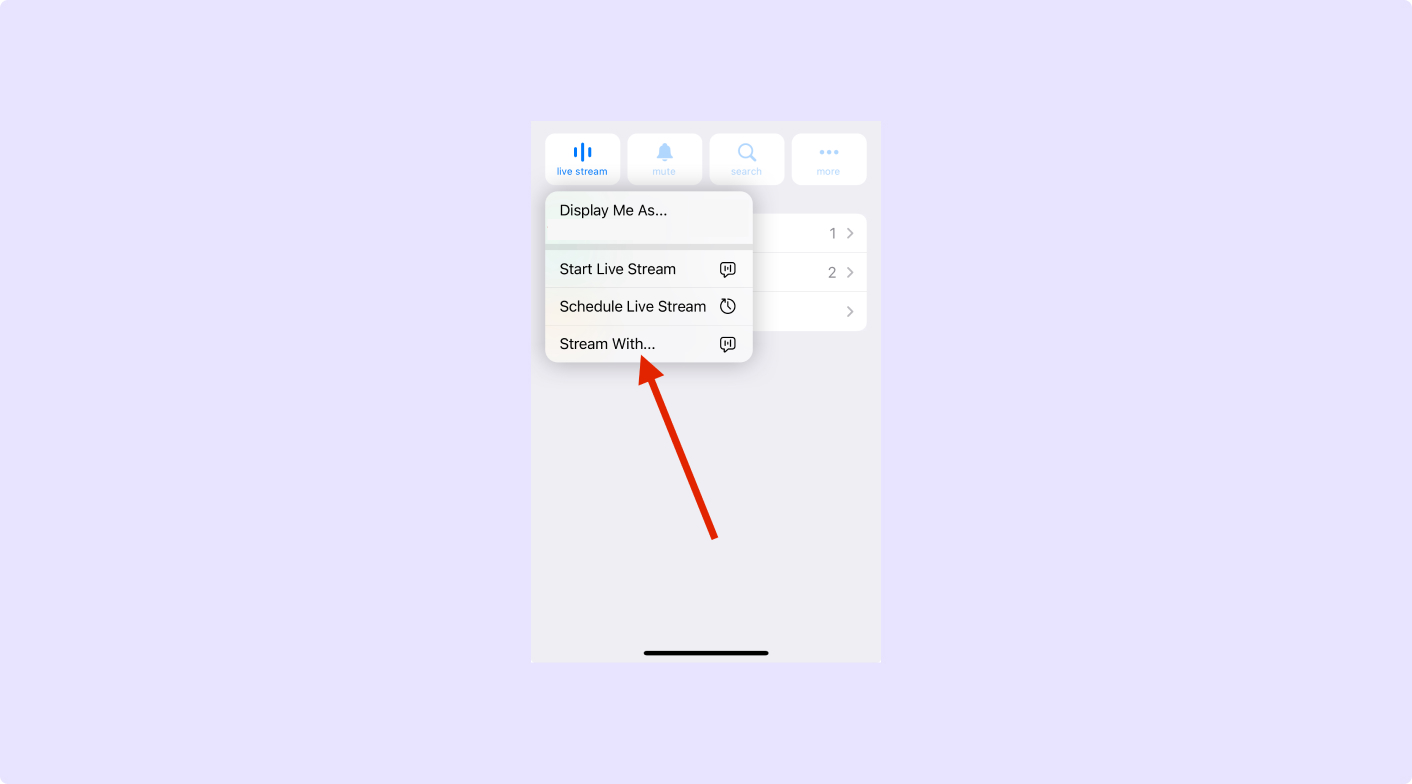 live stream
mute
search
more
Display Me As...
1
Start Live Stream
2
Schedule Live Stream
Stream With...